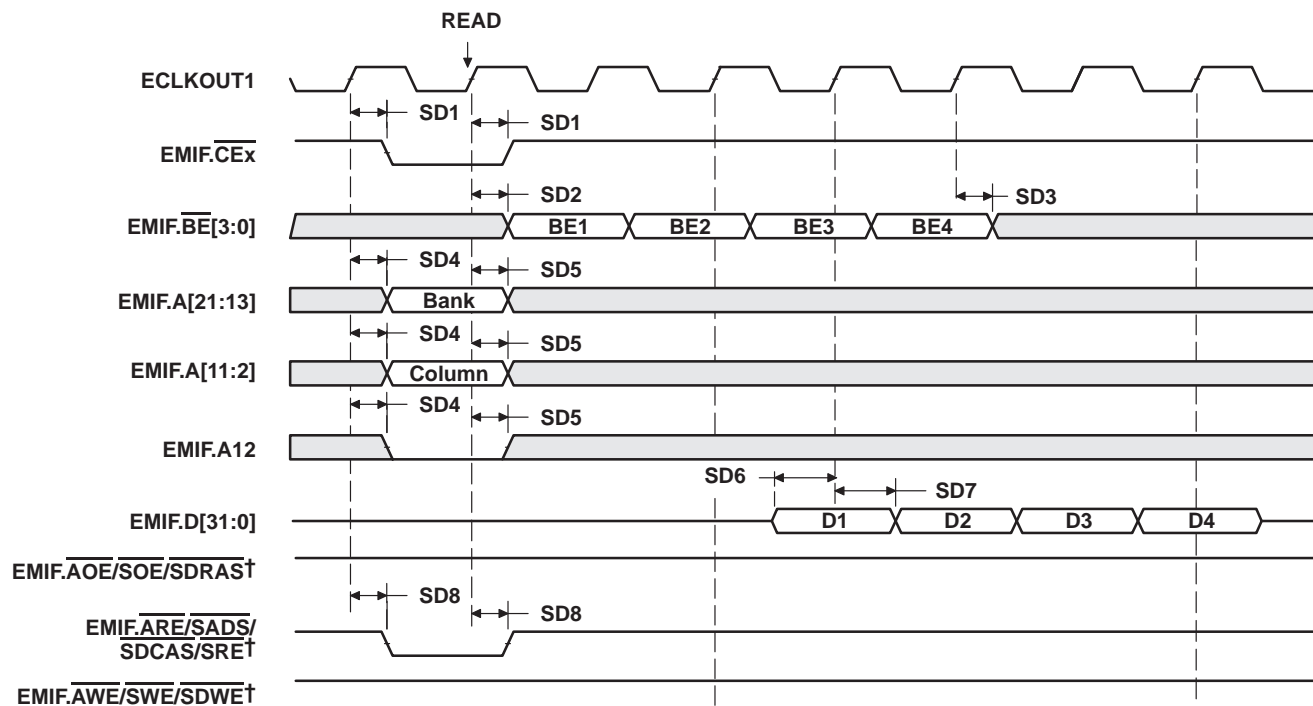 READ
ECLKOUT1
SD1
SD1
EMIF.CEx
SD2
SD3
EMIF.BE[3:0]
BE1 BE2 BE3 BE4
SD4 SD5
EMIF.A[21:13]
Bank
SD4 SD5
EMIF.A[11:2]
Column
SD4 SD5
EMIF.A12
SD6 SD7
EMIF.D[31:0]
D1 D2 D3 D4
EMIF.AOE/SOE/SDRAS†
SD8 SD8
EMIF.ARE/SADS/
SDCAS/SRE†
EMIF.AWE/SWE/SDWE†